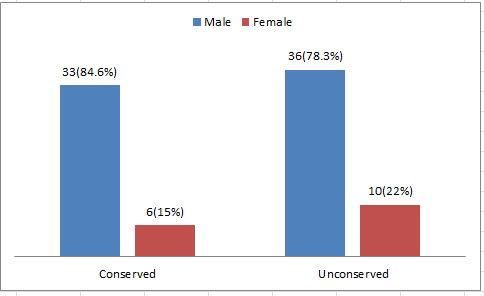 Male Female
36(78.3%)
33(84.6%)
10(22%)
6(15%)
Conserved Unconserved